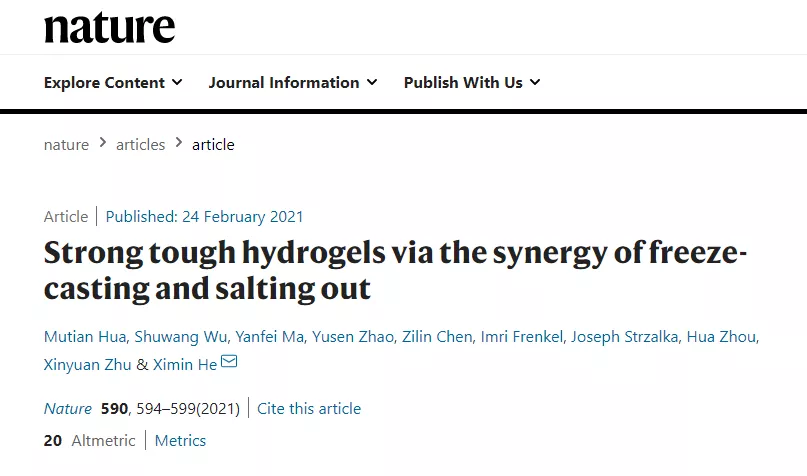 nature
Explore Content Journal Information Publish With Us
nature > articles > article
Article | Published: 24 February 2021
Strong tough hydrogels via the synergy of freeze-
casting and salting out
Mutian Hua, Shuwang Wu, Yanfei Ma, Yusen Zhao, Zilin Chen, Imri Frenkel, Joseph Strzalka, Hua Zhou,
Xinyuan Zhu & Ximin He
Nature 590, 594–599(2021) | Cite this article
20 Altmetric | Metrics